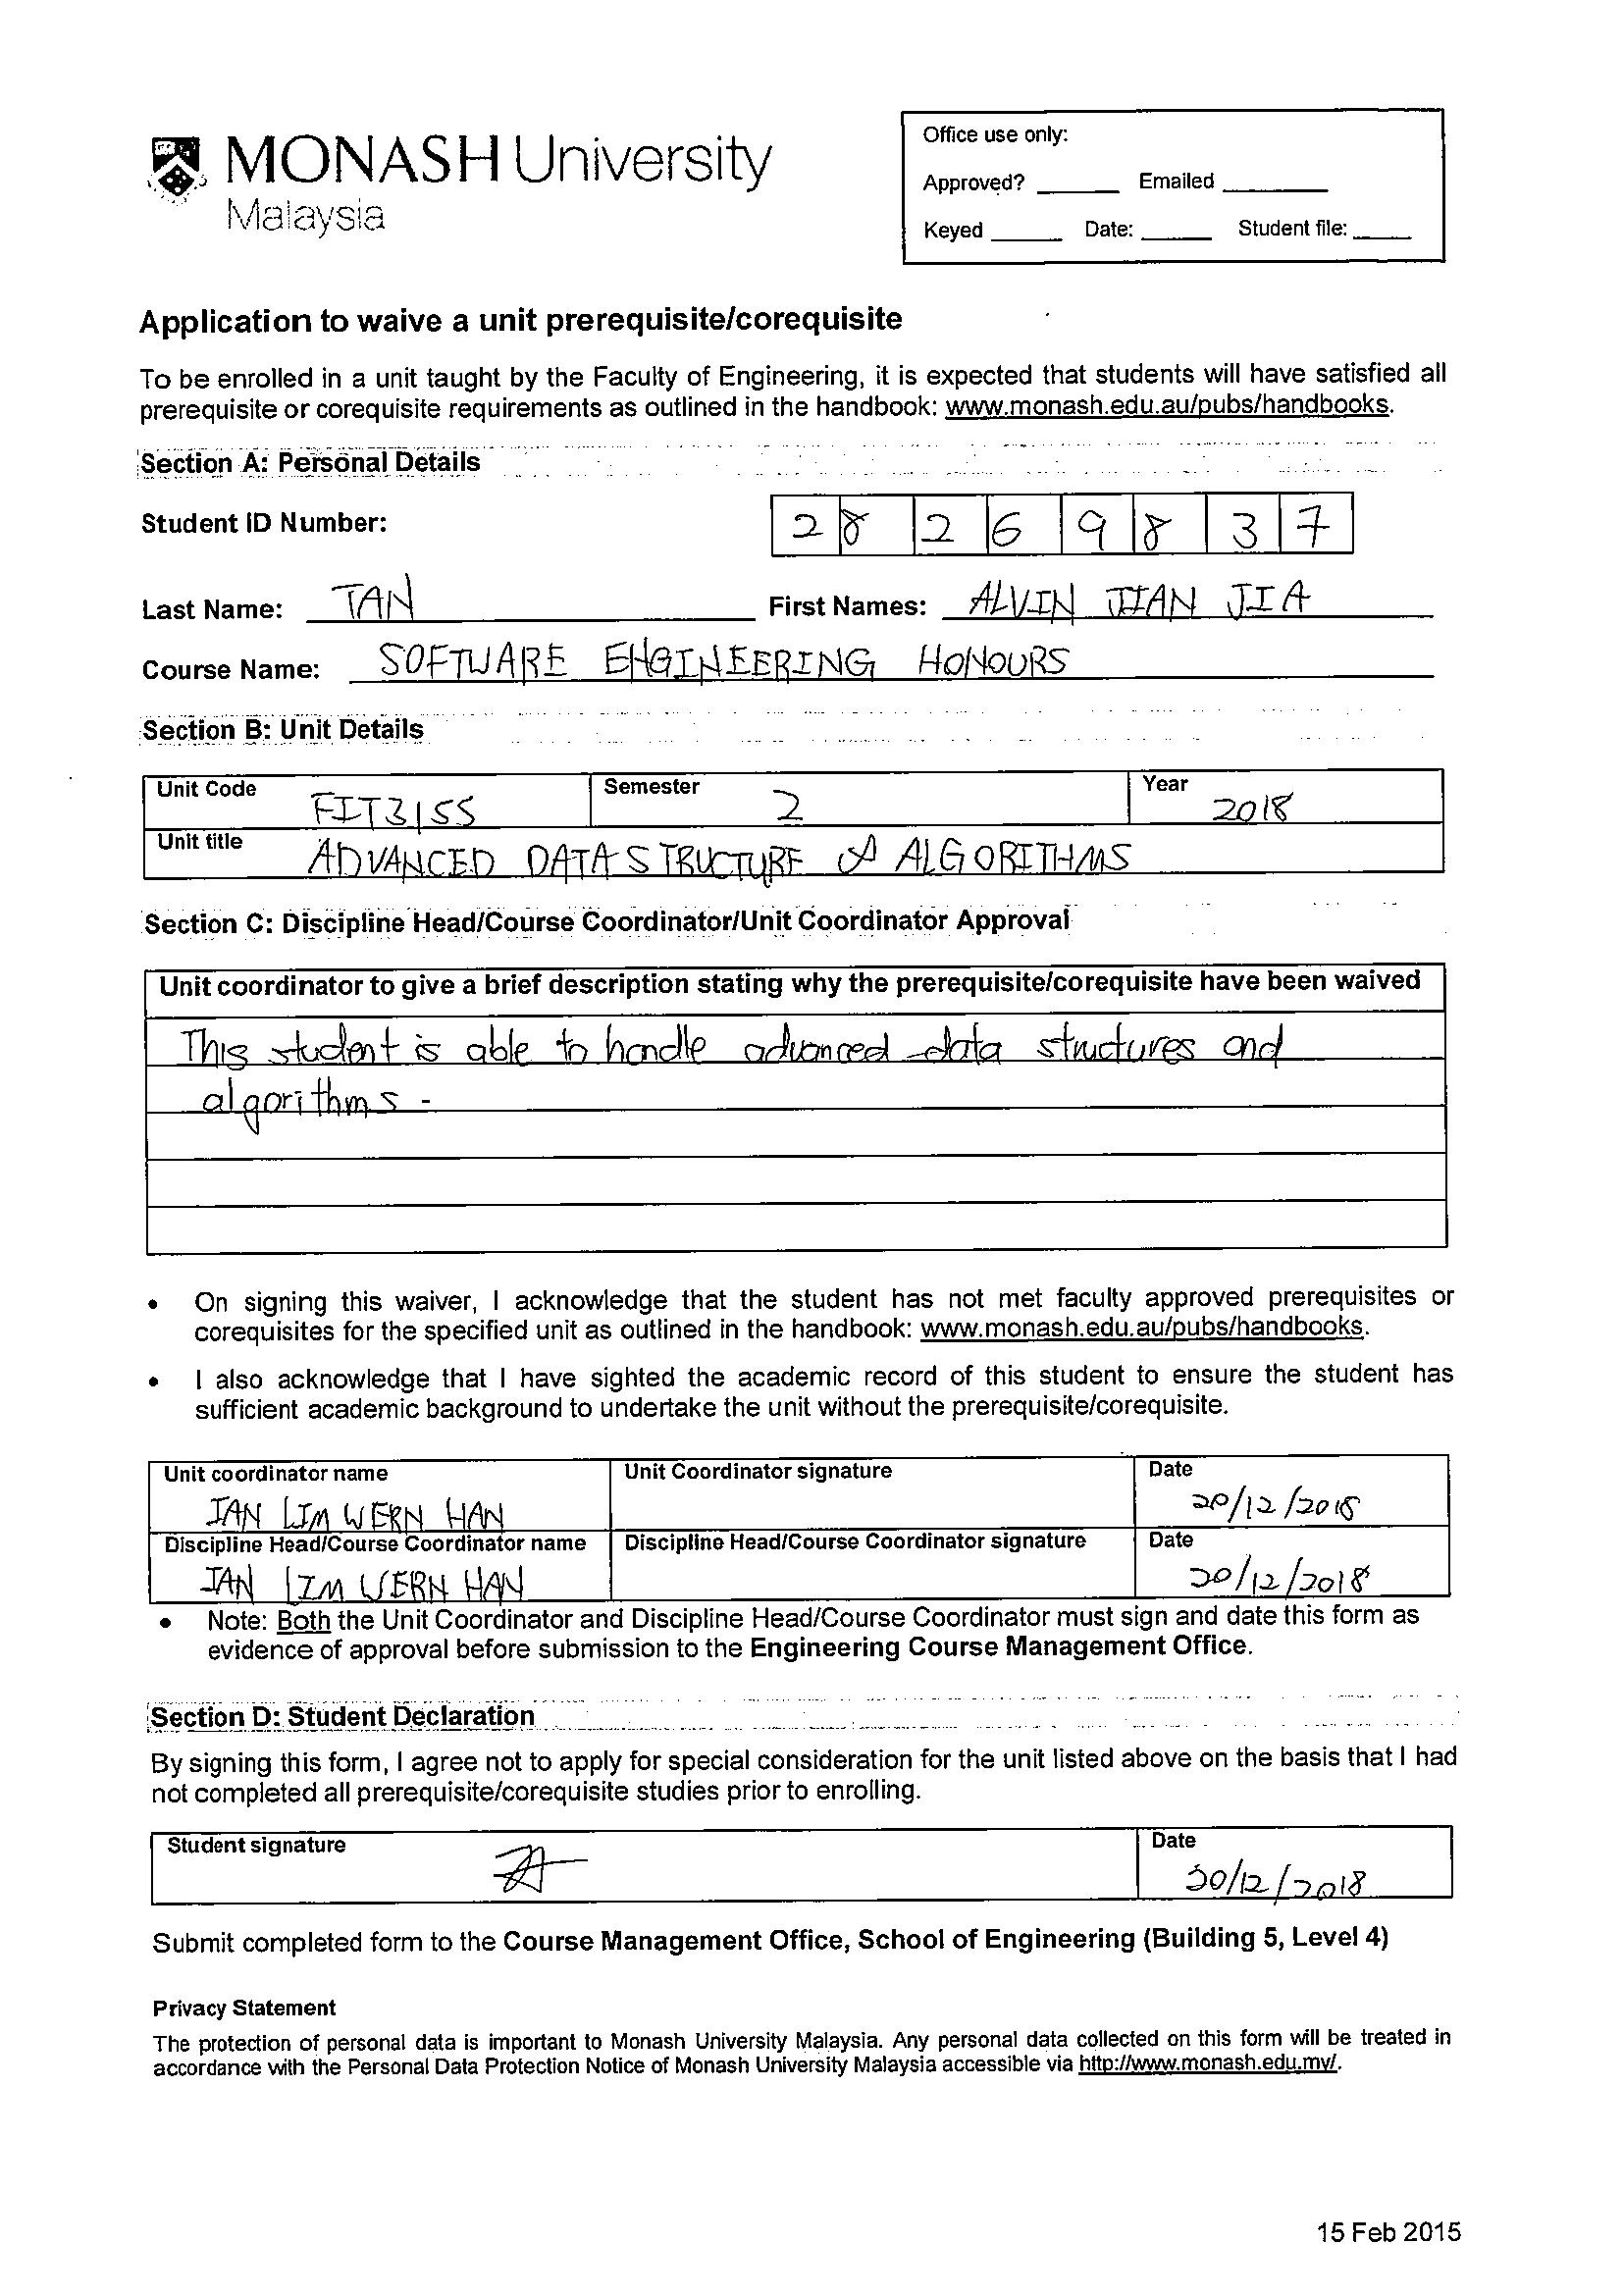 MONASH University
Malaysia
Office use only:
Approved? ______ Emailed ______
Keyed ______ Date: ______ Student file: ______
Application to waive a unit prerequisite/corequisite
To be enrolled in a unit taught by the Faculty of Engineering, it is expected that students will have satisfied all
prerequisite or corequisite requirements as outlined in the handbook: www.monash.edu.au/pubs/handbooks.
Section A: Personal Details
Student ID Number: 2 8 2 6 9 8 3 7
Last Name: TAN First Names: ALVIN JIAN JIA
Course Name: SOFTWARE ENGINEERING HONOURS
Section B: Unit Details
Unit Code FIT3155 Semester 2 Year 2018
Unit title ADVANCED DATA STRUCTURE & ALGORITHMS
Section C: Discipline Head/Course Coordinator/Unit Coordinator Approval
Unit coordinator to give a brief description stating why the prerequisite/corequisite have been waived
This student is able to handle advanced data structures and
algorithms.
• On signing this waiver, I acknowledge that the student has not met faculty approved prerequisites or
corequisites for the specified unit as outlined in the handbook: www.monash.edu.au/pubs/handbooks.
• I also acknowledge that I have sighted the academic record of this student to ensure the student has
sufficient academic background to undertake the unit without the prerequisite/corequisite.
Unit coordinator name Unit Coordinator signature Date
IAN LIM WERN HAN 20/12/2018
Discipline Head/Course Coordinator name Discipline Head/Course Coordinator signature Date
IAN LIM WERN HAN 20/12/2018
• Note: Both the Unit Coordinator and Discipline Head/Course Coordinator must sign and date this form as
evidence of approval before submission to the Engineering Course Management Office.
Section D: Student Declaration
By signing this form, I agree not to apply for special consideration for the unit listed above on the basis that I had
not completed all prerequisite/corequisite studies prior to enrolling.
Student signature Date
20/12/2018
Submit completed form to the Course Management Office, School of Engineering (Building 5, Level 4)
Privacy Statement
The protection of personal data is important to Monash University Malaysia. Any personal data collected on this form will be treated in
accordance with the Personal Data Protection Notice of Monash University Malaysia accessible via http://www.monash.edu.my/.
15 Feb 2015